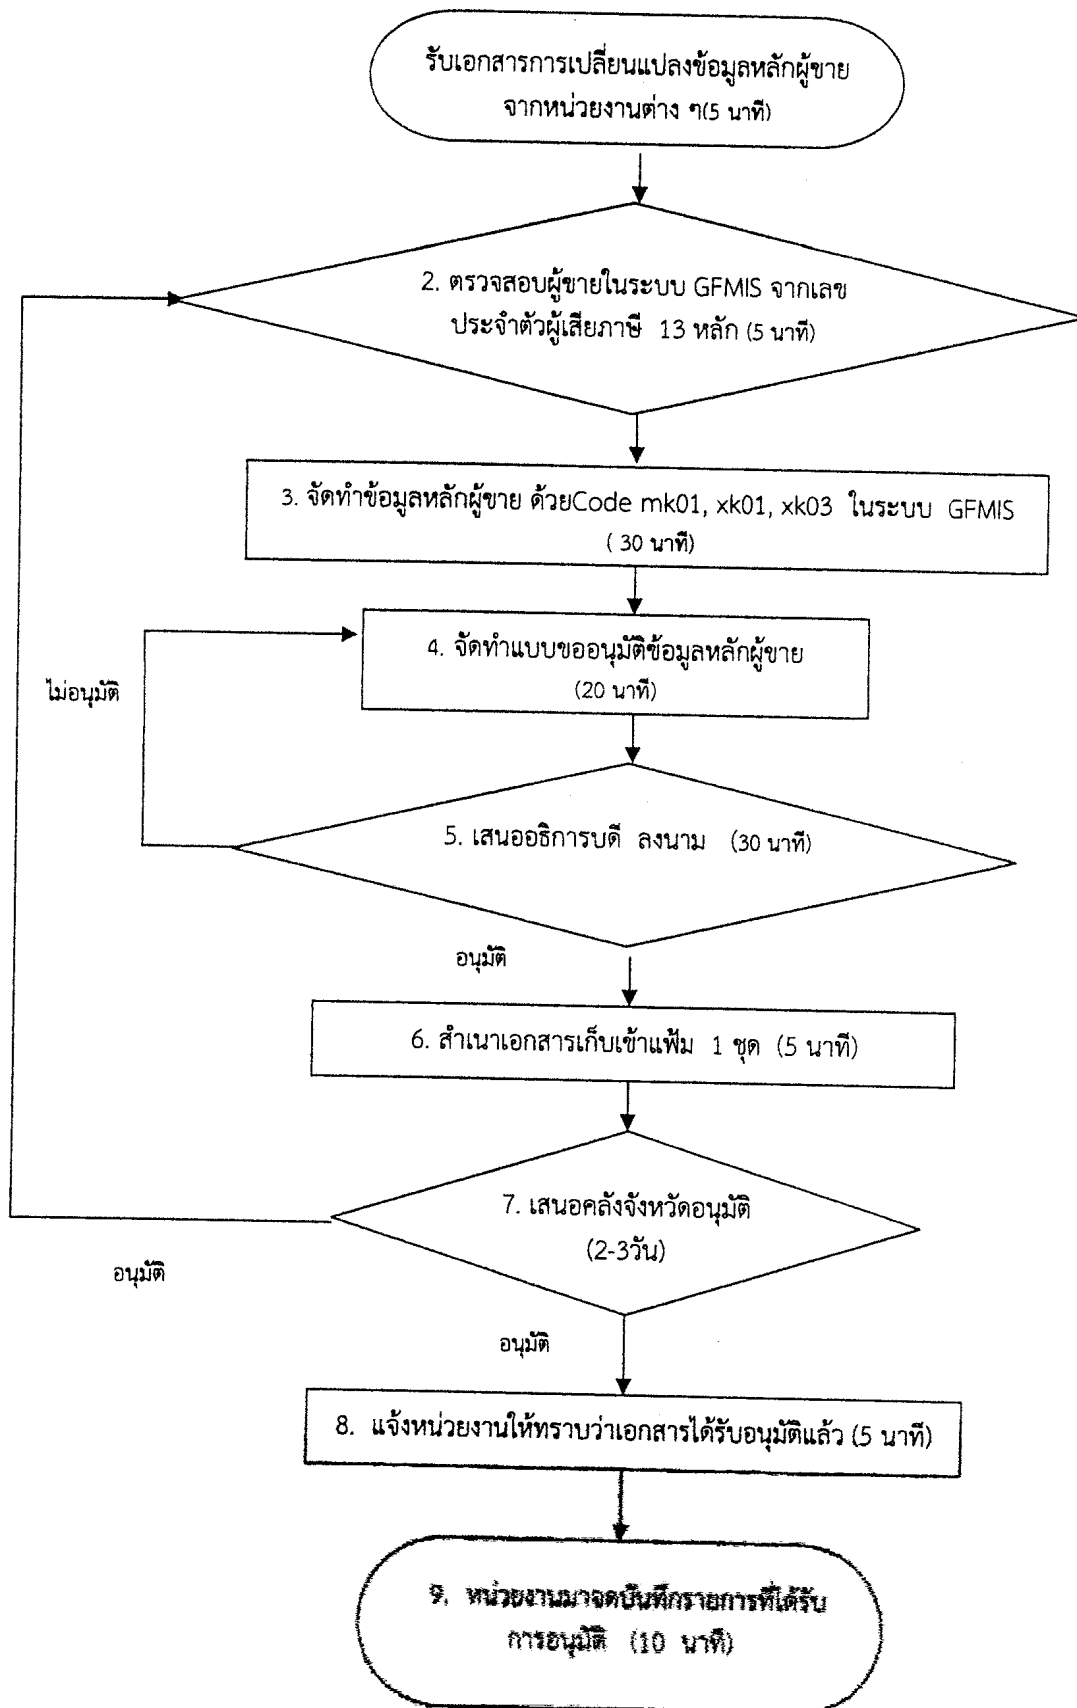 รับเอกสารการเปลี่ยนแปลงข้อมูลหลักผู้ขาย
จากหน่วยงานต่าง ๆ(5 นาที)
2. ตรวจสอบผู้ขายในระบบ GFMIS จากเลข
ประจำตัวผู้เสียภาษี 13 หลัก (5 นาที)
3. จัดทำข้อมูลหลักผู้ขาย ด้วยCode mk01, xk01, xk03 ในระบบ GFMIS
( 30 นาที)
4. จัดทำแบบขออนุมัติข้อมูลหลักผู้ขาย
(20 นาที)
ไม่อนุมัติ
5. เสนออธิการบดี ลงนาม (30 นาที)
อนุมัติ
6. สำเนาเอกสารเก็บเข้าแฟ้ม 1 ชุด (5 นาที)
7. เสนอคลังจังหวัดอนุมัติ
(2-3วัน)
อนุมัติ
อนุมัติ
8. แจ้งหน่วยงานให้ทราบว่าเอกสารได้รับอนุมัติแล้ว (5 นาที)
9. หน่วยงานมาจดบันทึกรายการที่ได้รับ
การอนุมัติ (10 นาที)